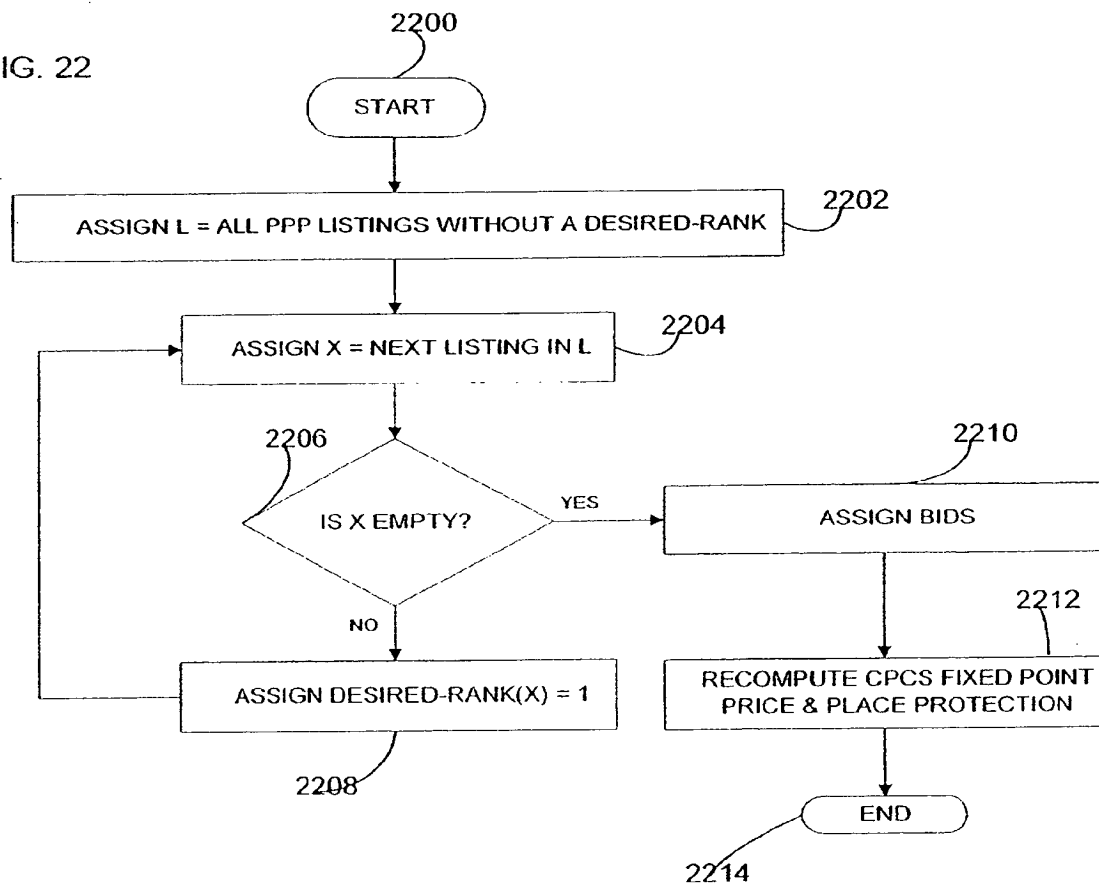 2200
IG. 22
START
2202
ASSIGN L = ALL PPP LISTINGS WITHOUT A DESIRED-RANK
2204
ASSIGN X = NEXT LISTING IN L
2206
2210
IS X EMPTY?
YES
ASSIGN BIDS
NO
2212
ASSIGN DESIRED-RANK(X) = 1
RECOMPUTE CPCS FIXED POINT
PRICE & PLACE PROTECTION
2208
END
2214